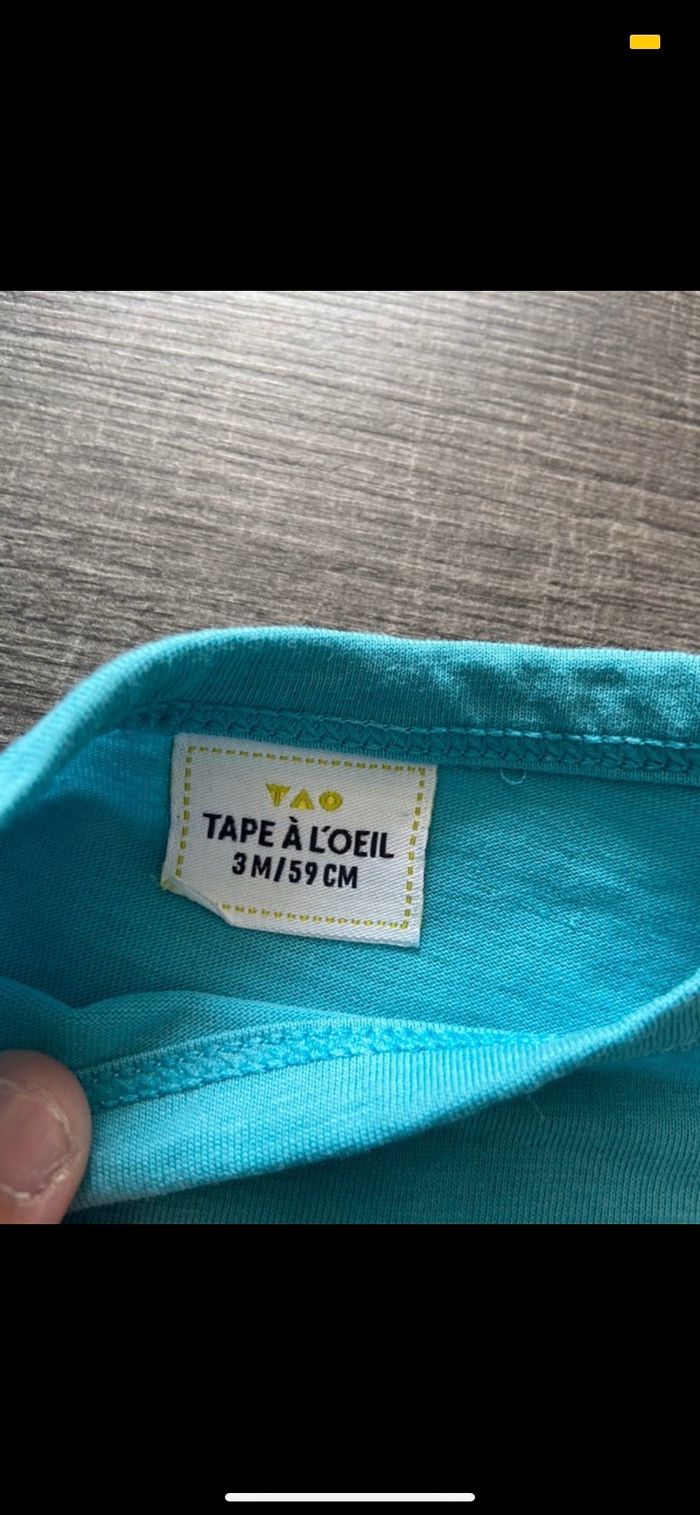 TAO
TAPE À L'OEIL
3 M/59 CM